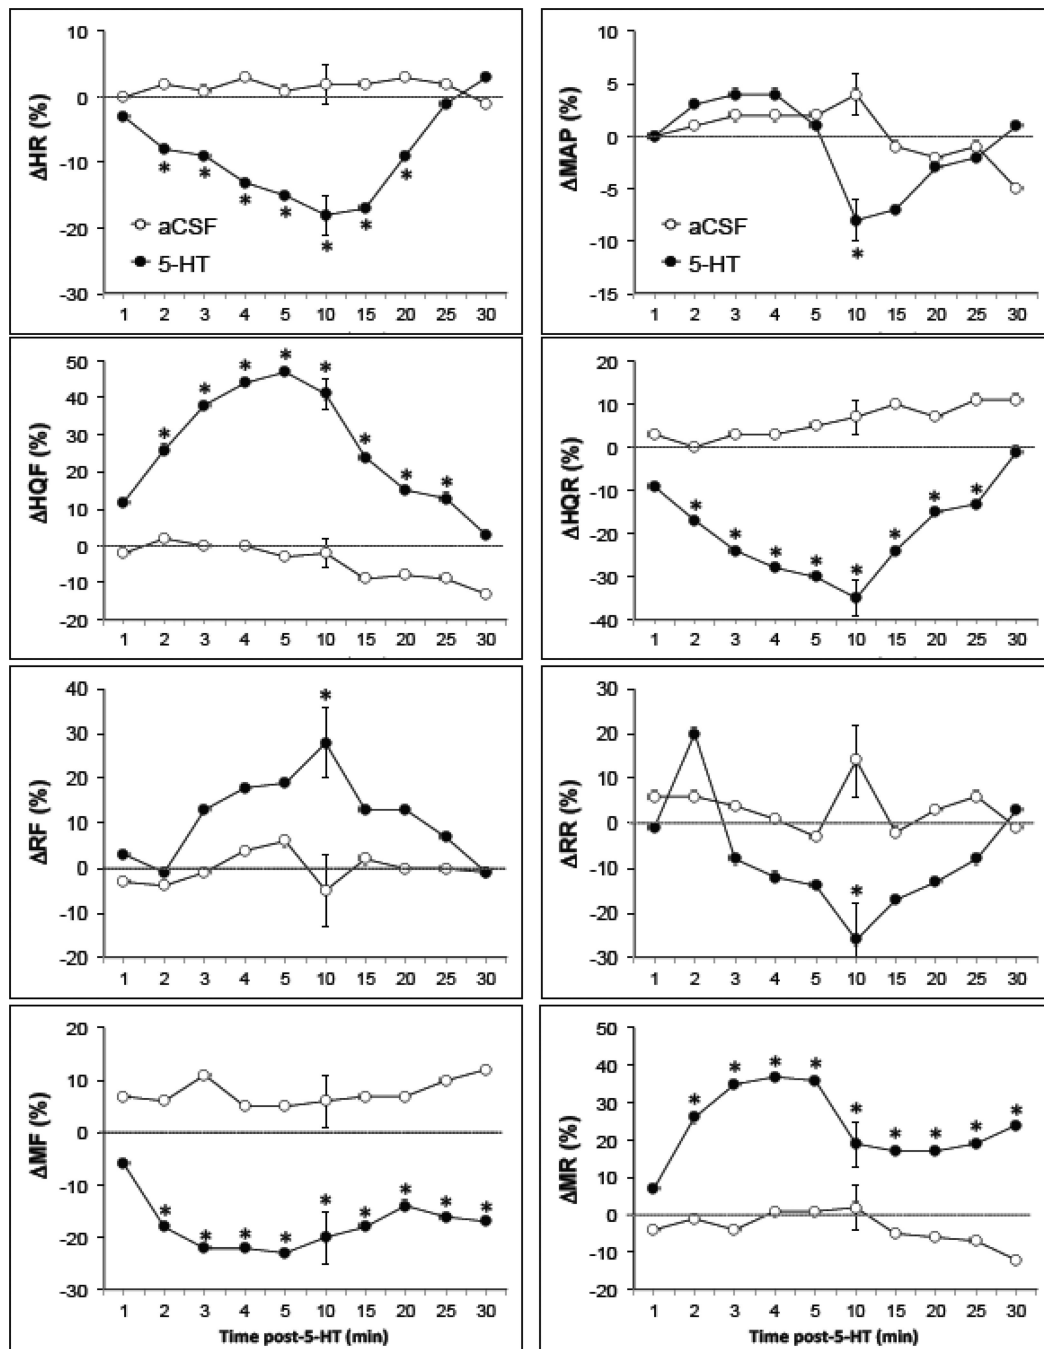 10
0
-10
-20
-30
ΔHR (%)
* * * * * * *
aCSF
5-HT
1 2 3 4 5 10 15 20 25 30
10
5
0
-5
-10
-15
ΔMAP (%)
*
aCSF
5-HT
1 2 3 4 5 10 15 20 25 30
50
40
30
20
10
0
-10
-20
ΔHQF (%)
* * * * * * * *
1 2 3 4 5 10 15 20 25 30
20
10
0
-10
-20
-30
-40
ΔHQR (%)
* * * * * * * *
1 2 3 4 5 10 15 20 25 30
40
30
20
10
0
-10
-20
ΔRF (%)
*
1 2 3 4 5 10 15 20 25 30
30
20
10
0
-10
-20
-30
ΔRR (%)
*
1 2 3 4 5 10 15 20 25 30
20
10
0
-10
-20
-30
ΔMF (%)
* * * * * * * * *
1 2 3 4 5 10 15 20 25 30
Time post-5-HT (min)
50
40
30
20
10
0
-10
-20
ΔMR (%)
* * * * * * * * *
1 2 3 4 5 10 15 20 25 30
Time post-5-HT (min)